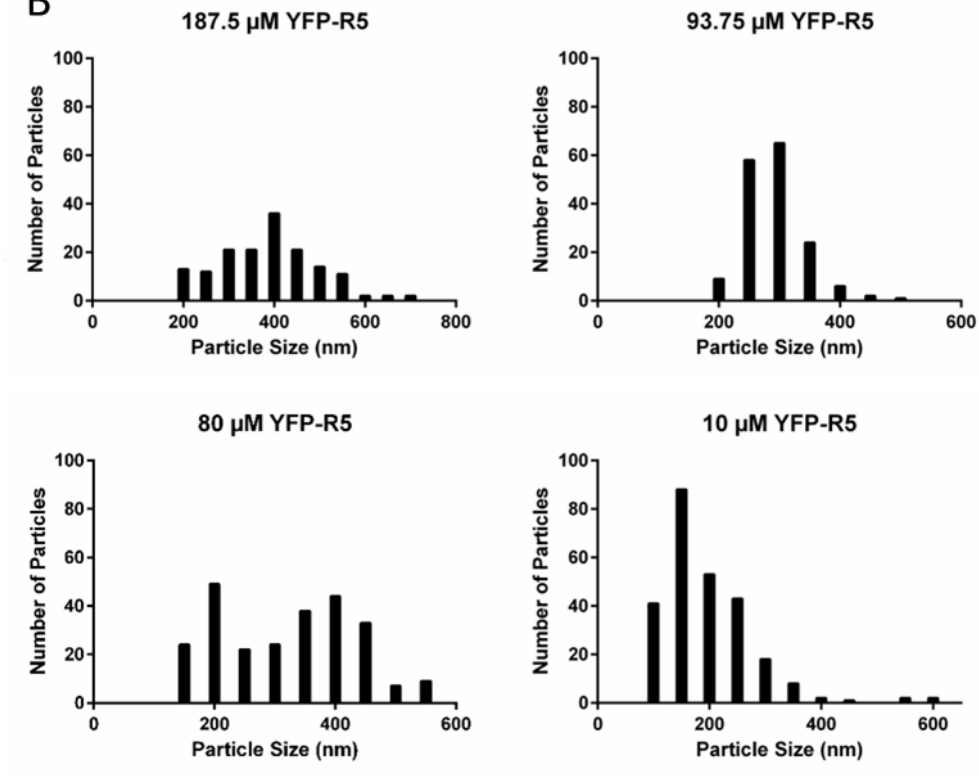 B
187.5 µM YFP-R5
Number of Particles
100
80
60
40
20
0
0 200 400 600 800
Particle Size (nm)
93.75 µM YFP-R5
Number of Particles
100
80
60
40
20
0
0 200 400 600
Particle Size (nm)
80 µM YFP-R5
Number of Particles
100
80
60
40
20
0
0 200 400 600
Particle Size (nm)
10 µM YFP-R5
Number of Particles
100
80
60
40
20
0
0 200 400 600
Particle Size (nm)